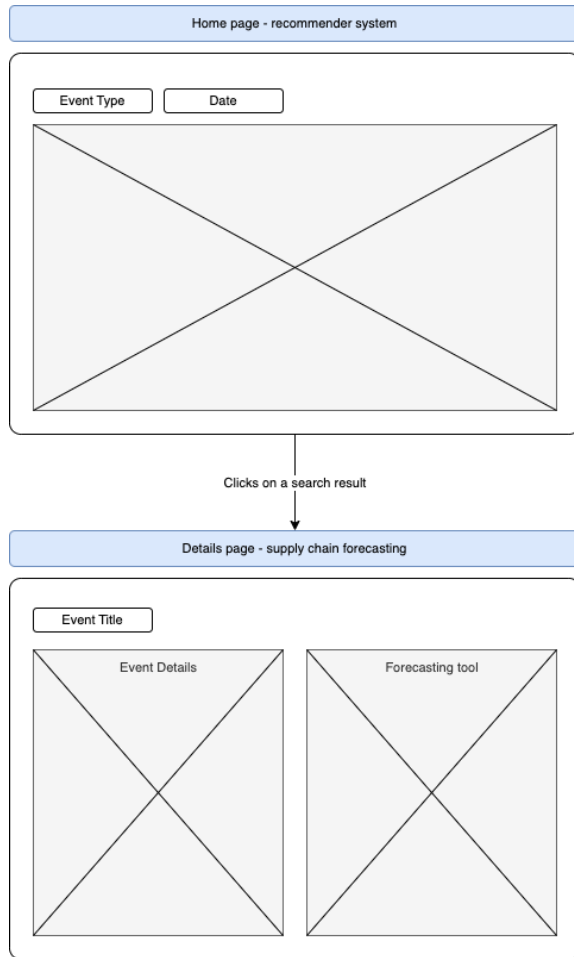 Home page - recommender system
Event Type
Date
Clicks on a search result
Details page - supply chain forecasting
Event Title
Event Details
Forecasting tool